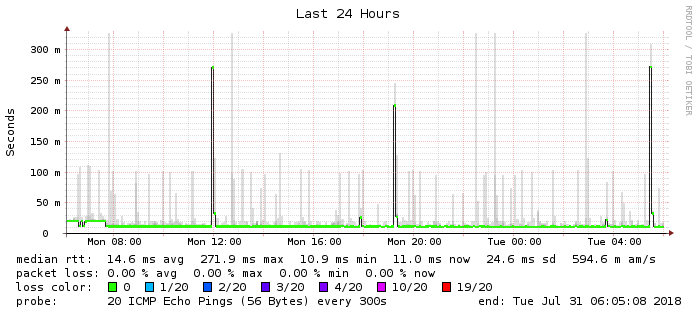 Last 24 Hours
RRDTOOL / TOBI OETIKER
Seconds
300 m
250 m
200 m
150 m
100 m
50 m
0
Mon 08:00 Mon 12:00 Mon 16:00 Mon 20:00 Tue 00:00 Tue 04:00
median rtt: 14.6 ms avg 271.9 ms max 10.9 ms min 11.0 ms now 24.6 ms sd 594.6 m am/s
packet loss: 0.00 % avg 0.00 % max 0.00 % min 0.00 % now
loss color: 0 1/20 2/20 3/20 4/20 10/20 19/20
probe: 20 ICMP Echo Pings (56 Bytes) every 300s end: Tue Jul 31 06:05:08 2018